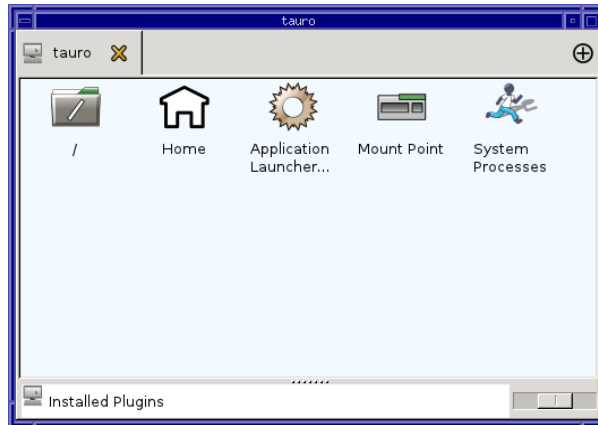 tauro
tauro
/
Home
Application
Launcher...
Mount Point
System
Processes
Installed Plugins